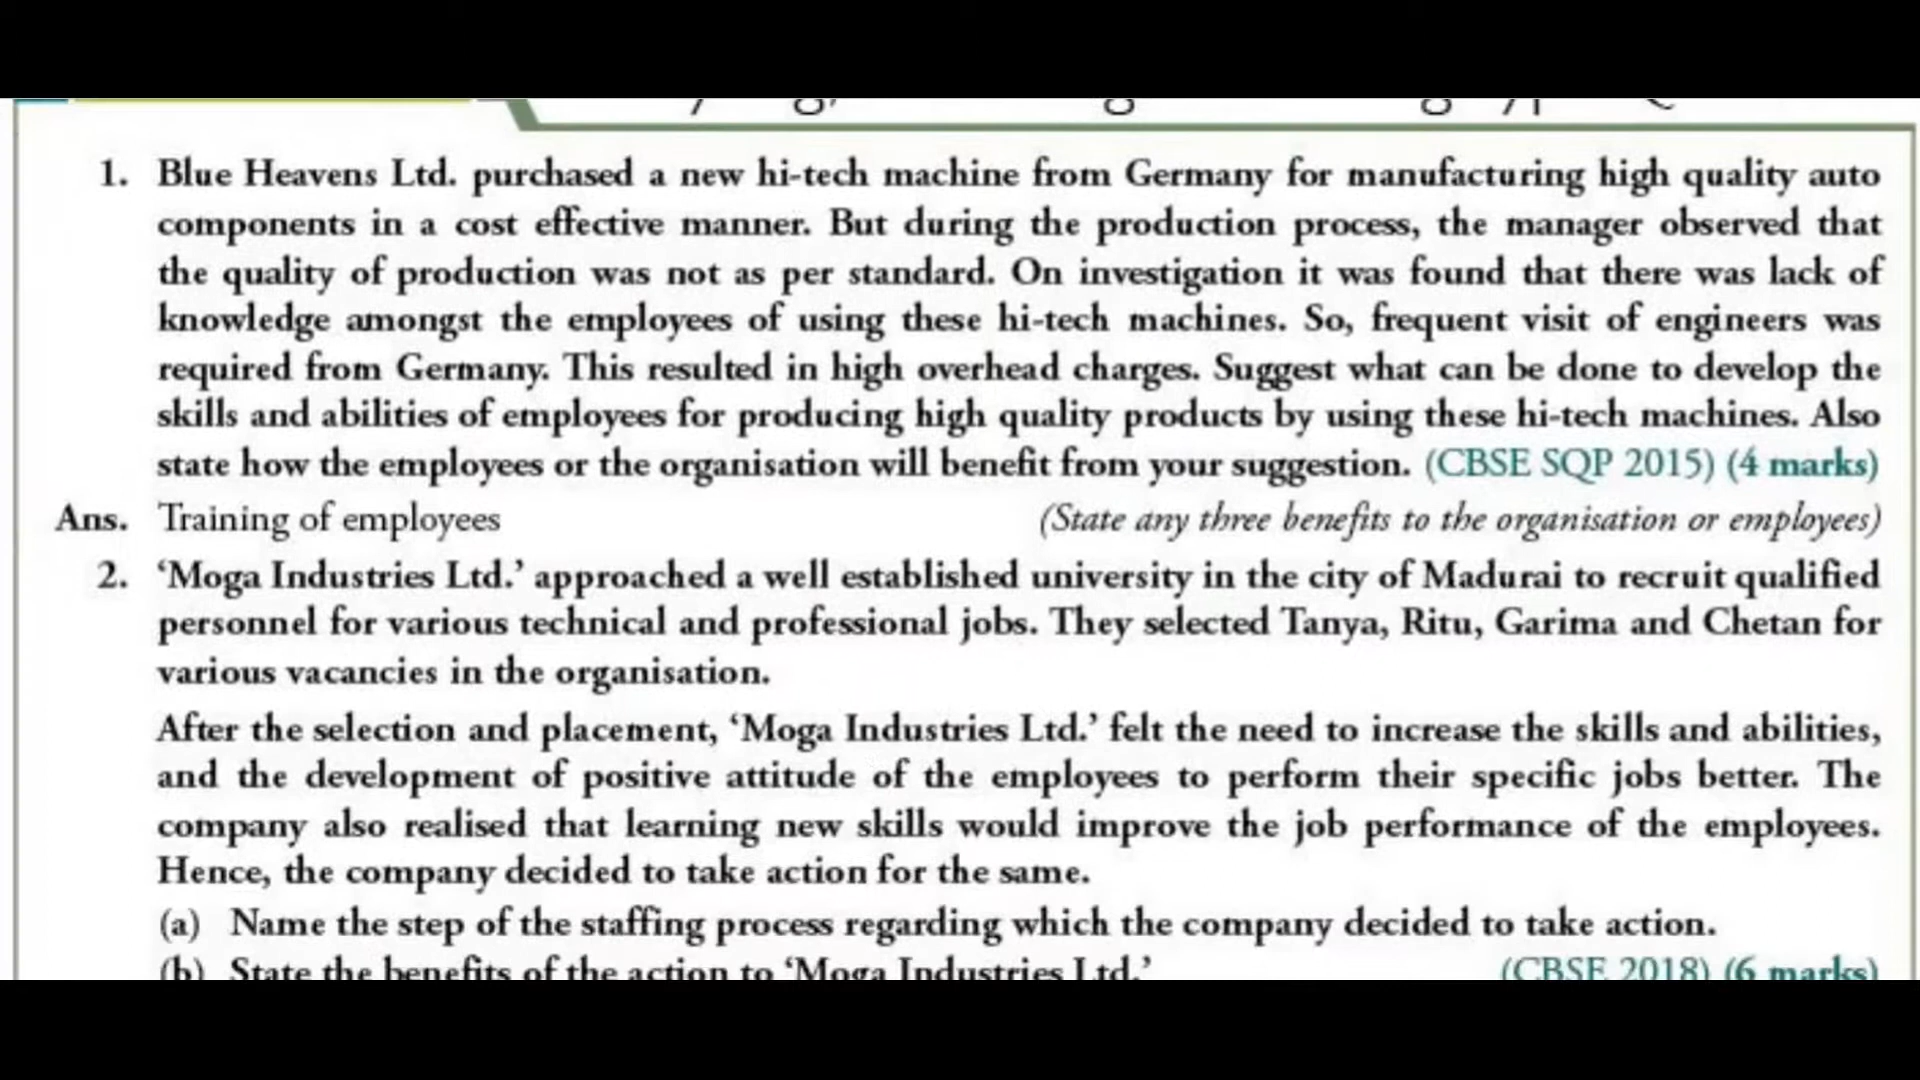 1. Blue Heavens Ltd. purchased a new hi-tech machine from Germany for manufacturing high quality auto
components in a cost effective manner. But during the production process, the manager observed that
the quality of production was not as per standard. On investigation it was found that there was lack of
knowledge amongst the employees of using these hi-tech machines. So, frequent visit of engineers was
required from Germany. This resulted in high overhead charges. Suggest what can be done to develop the
skills and abilities of employees for producing high quality products by using these hi-tech machines. Also
state how the employees or the organisation will benefit from your suggestion. (CBSE SQP 2015) (4 marks)
Ans. Training of employees (State any three benefits to the organisation or employees)
2. ‘Moga Industries Ltd.’ approached a well established university in the city of Madurai to recruit qualified
personnel for various technical and professional jobs. They selected Tanya, Ritu, Garima and Chetan for
various vacancies in the organisation.
After the selection and placement, ‘Moga Industries Ltd.’ felt the need to increase the skills and abilities,
and the development of positive attitude of the employees to perform their specific jobs better. The
company also realised that learning new skills would improve the job performance of the employees.
Hence, the company decided to take action for the same.
(a) Name the step of the staffing process regarding which the company decided to take action.
(b) State the benefits of the action to ‘Moga Industries Ltd.’ (CBSE 2018) (6 marks)